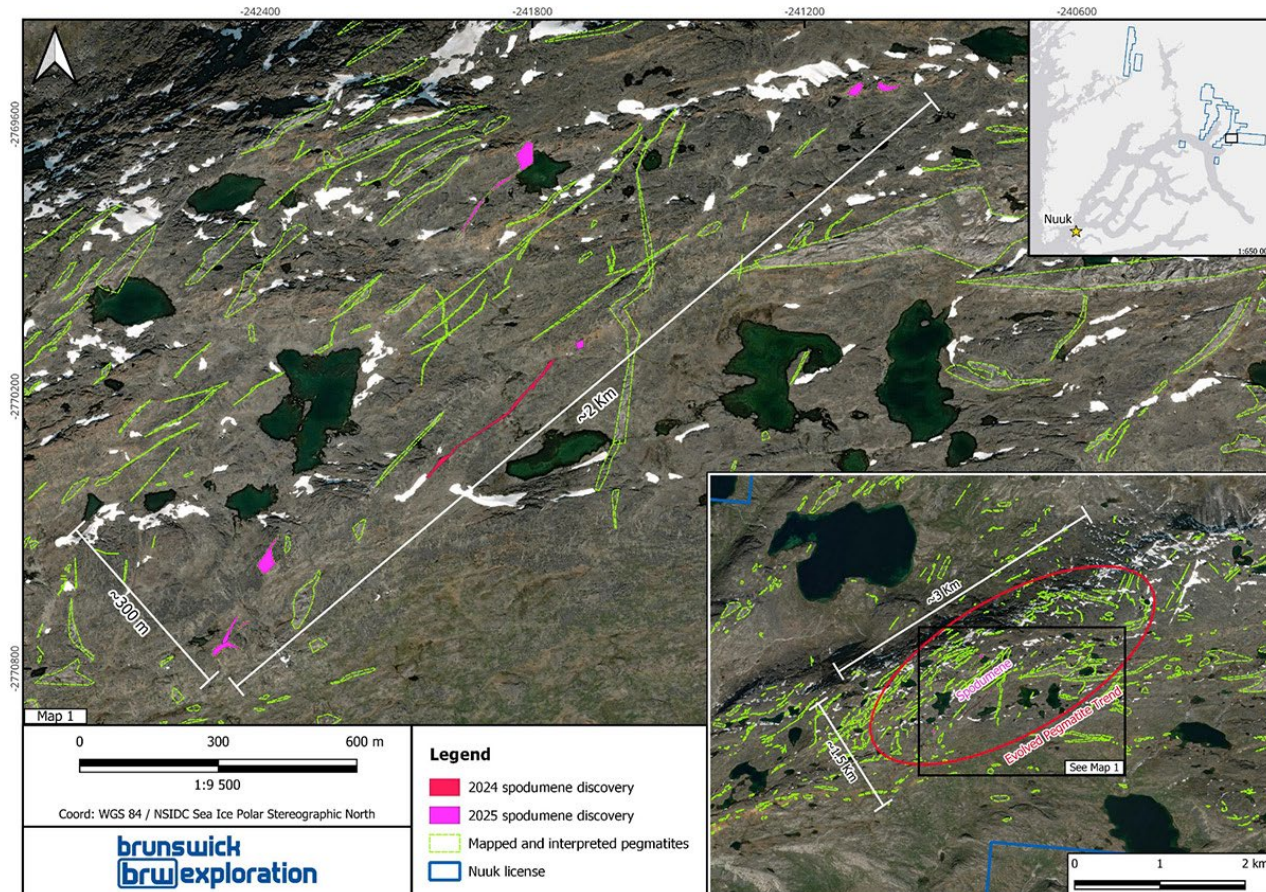 -242400
-241800
-241200
-240600
-2769600
-2770200
-2770800
Nuuk
1:650 00
~2 Km
~300 m
Map 1
~3 Km
Spodumene
Evolved Pegmatite Trend
~1.5 Km
See Map 1
0 1 2 km
0 300 600 m
1:9 500
Coord: WGS 84 / NSIDC Sea Ice Polar Stereographic North
brunswick
brw exploration
Legend
2024 spodumene discovery
2025 spodumene discovery
Mapped and interpreted pegmatites
Nuuk license